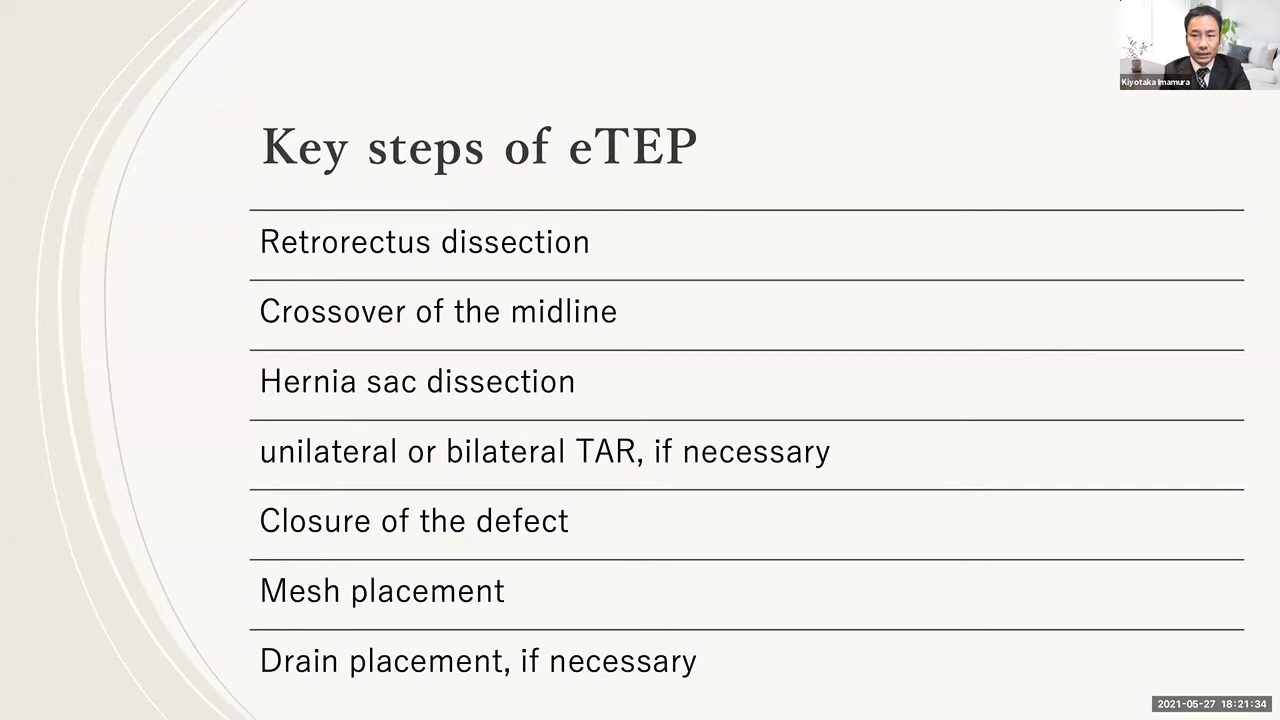 Kiyotaka Imamura
Key steps of eTEP
Retrorectus dissection
Crossover of the midline
Hernia sac dissection
unilateral or bilateral TAR, if necessary
Closure of the defect
Mesh placement
Drain placement, if necessary
2021-05-27 18:21:34